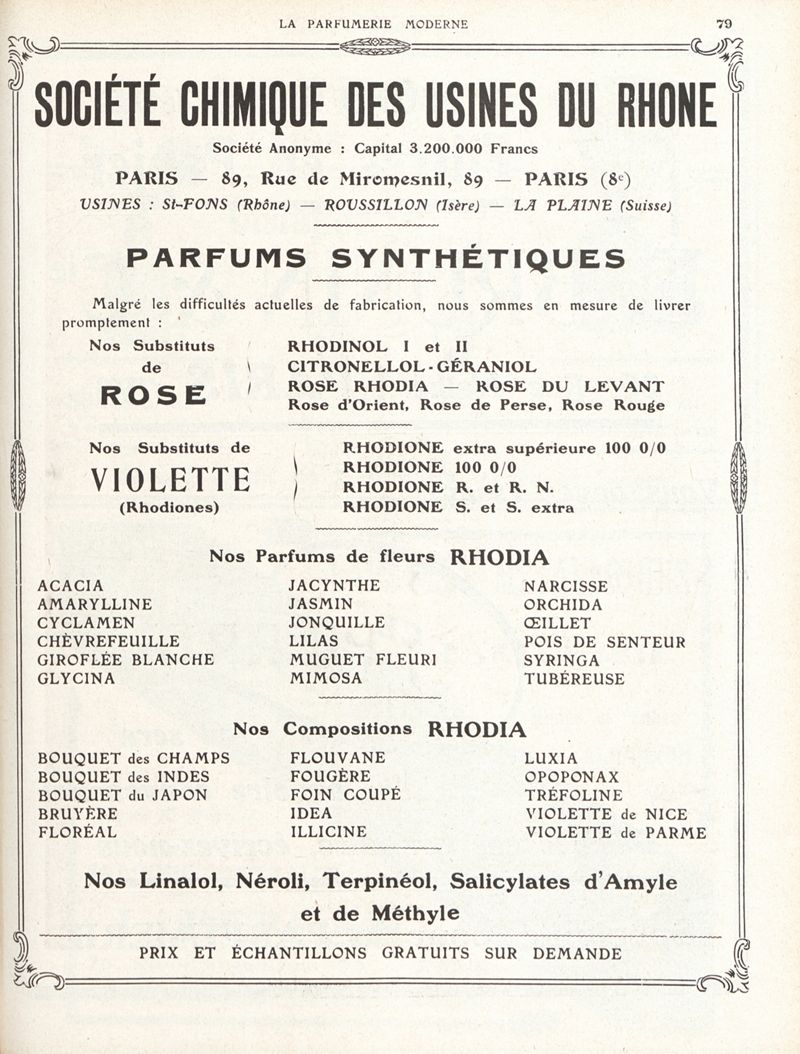 LA PARFUMERIE MODERNE 79
SOCIÉTÉ CHIMIQUE DES USINES DU RHONE
Société Anonyme : Capital 3.200.000 Francs
PARIS — 89, Rue de Miromesnil, 89 — PARIS (8e)
USINES : St-FONS (Rhône) — ROUSSILLON (Isère) — LA PLAINE (Suisse)
PARFUMS SYNTHÉTIQUES
Malgré les difficultés actuelles de fabrication, nous sommes en mesure de livrer
promptement :
Nos Substituts
de
ROSE
RHODINOL I et II
CITRONELLOL - GÉRANIOL
ROSE RHODIA — ROSE DU LEVANT
Rose d'Orient, Rose de Perse, Rose Rouge
Nos Substituts de
VIOLETTE
(Rhodiones)
RHODIONE extra supérieure 100 0/0
RHODIONE 100 0/0
RHODIONE R. et R. N.
RHODIONE S. et S. extra
Nos Parfums de fleurs RHODIA
ACACIA
AMARYLLINE
CYCLAMEN
CHÈVREFEUILLE
GIROFLÉE BLANCHE
GLYCINA
JACYNTHE
JASMIN
JONQUILLE
LILAS
MUGUET FLEURI
MIMOSA
NARCISSE
ORCHIDA
ŒILLET
POIS DE SENTEUR
SYRINGA
TUBÉREUSE
Nos Compositions RHODIA
BOUQUET des CHAMPS
BOUQUET des INDES
BOUQUET du JAPON
BRUYÈRE
FLORÉAL
FLOUVANE
FOUGÈRE
FOIN COUPÉ
IDEA
ILLICINE
LUXIA
OPOPONAX
TRÉFOLINE
VIOLETTE de NICE
VIOLETTE de PARME
Nos Linalol, Néroli, Terpinéol, Salicylates d'Amyle
et de Méthyle
PRIX ET ÉCHANTILLONS GRATUITS SUR DEMANDE